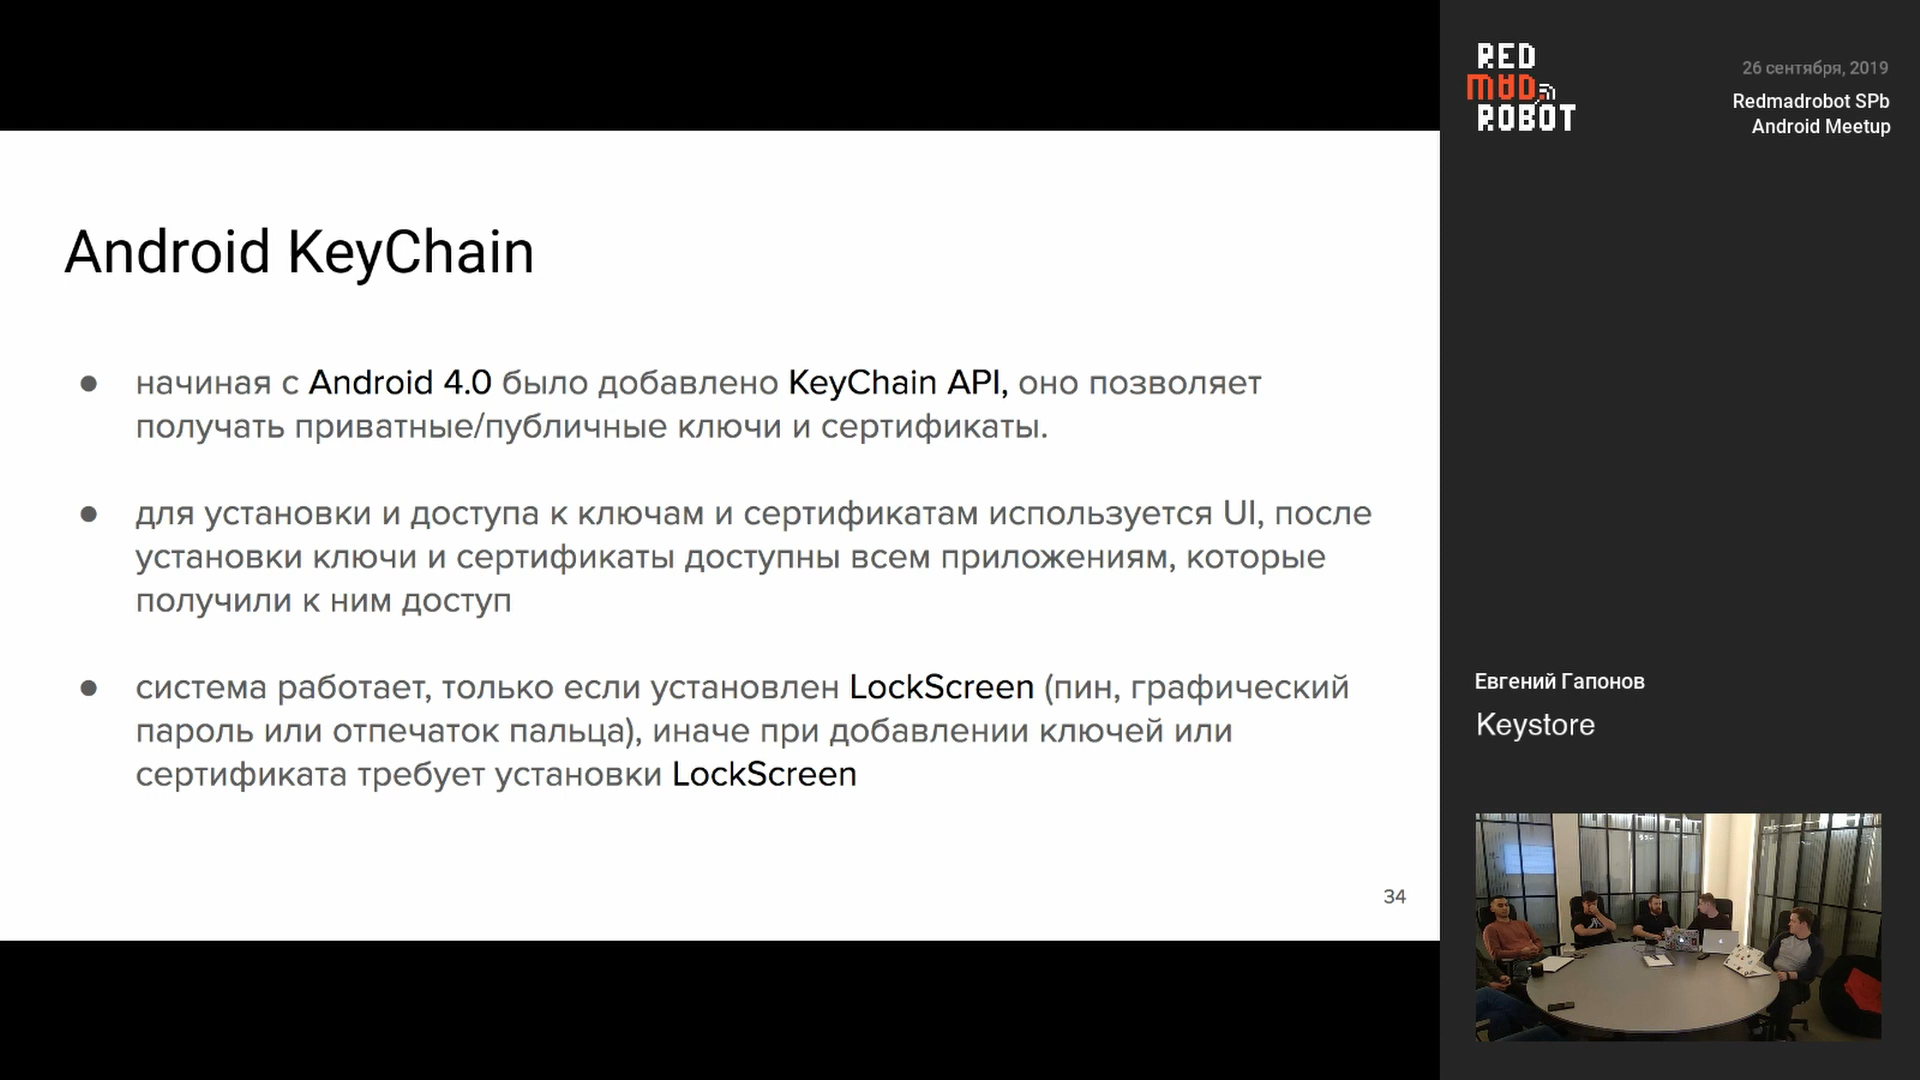 Android KeyChain
● начиная с Android 4.0 было добавлено KeyChain API, оно позволяет
получать приватные/публичные ключи и сертификаты.
● для установки и доступа к ключам и сертификатам используется UI, после
установки ключи и сертификаты доступны всем приложениям, которые
получили к ним доступ
● система работает, только если установлен LockScreen (пин, графический
пароль или отпечаток пальца), иначе при добавлении ключей или
сертификата требует установки LockScreen
34
RED
MAD
ROBOT
26 сентября, 2019
Redmadrobot SPb
Android Meetup
Евгений Гапонов
Keystore